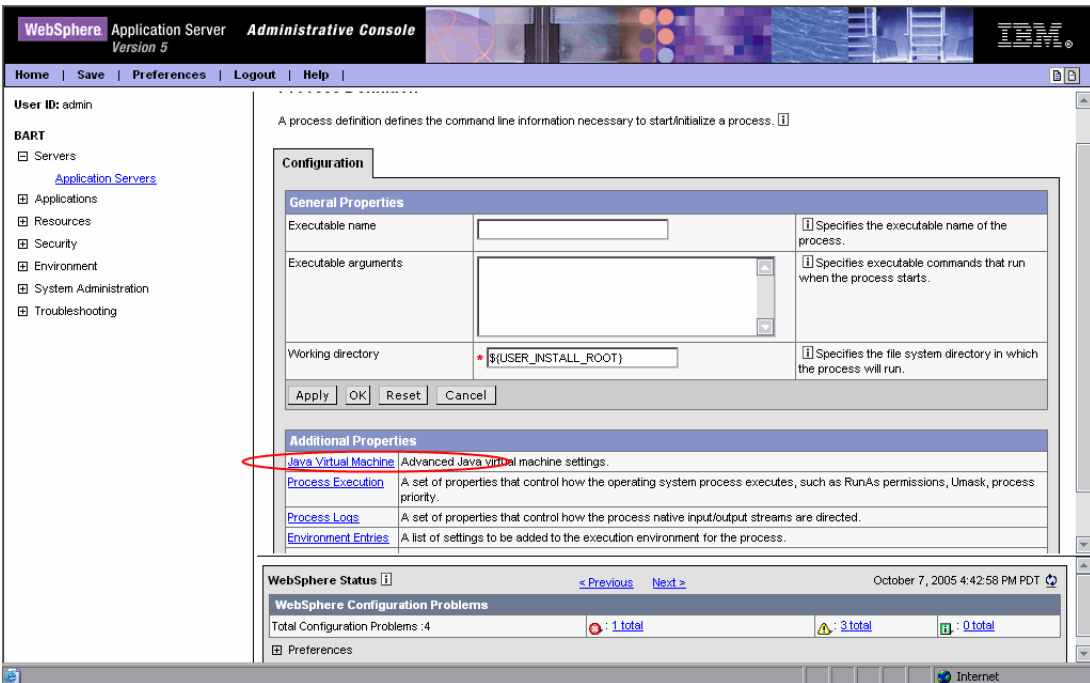 WebSphere Application Server Administrative Console
Version 5
IBM®
Home | Save | Preferences | Logout | Help |
User ID: admin
BART
Servers
Application Servers
Applications
Resources
Security
Environment
System Administration
Troubleshooting
Process Definition
A process definition defines the command line information necessary to start/initialize a process. i
Configuration
General Properties
Executable name
i Specifies the executable name of the
process.
Executable arguments
i Specifies executable commands that run
when the process starts.
Working directory
* ${USER_INSTALL_ROOT}
i Specifies the file system directory in which
the process will run.
Apply OK Reset Cancel
Additional Properties
Java Virtual Machine Advanced Java virtual machine settings.
Process Execution A set of properties that control how the operating system process executes, such as RunAs permissions, Umask, process
priority.
Process Logs A set of properties that control how the process native input/output streams are directed.
Environment Entries A list of settings to be added to the execution environment for the process.
WebSphere Status i < Previous Next > October 7, 2005 4:42:58 PM PDT
WebSphere Configuration Problems
Total Configuration Problems :4 : 1 total : 3 total : 0 total
Preferences
Internet